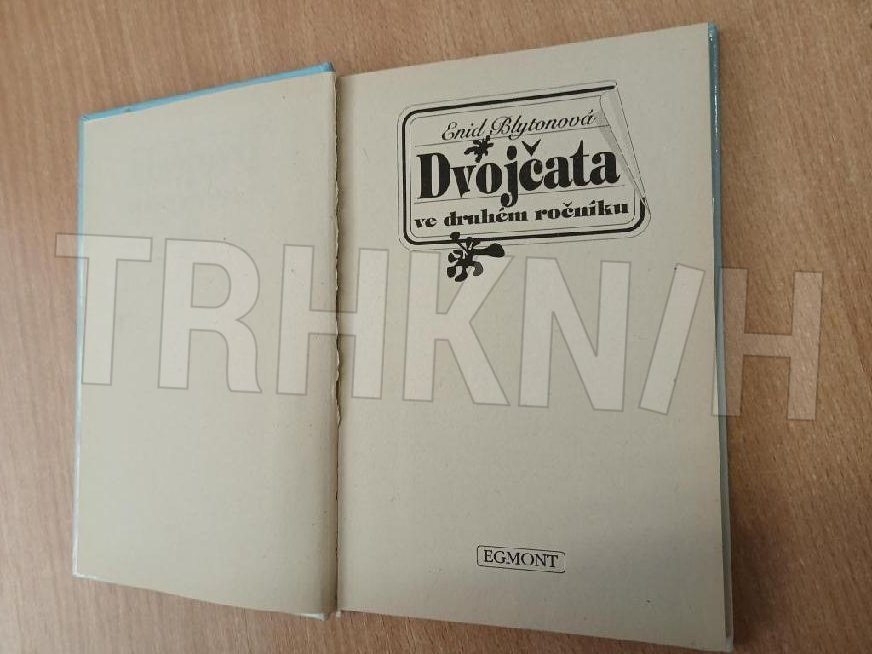 Enid Blytonová
Dvojčata
ve druhém ročníku
TRHKNIH
EGMONT